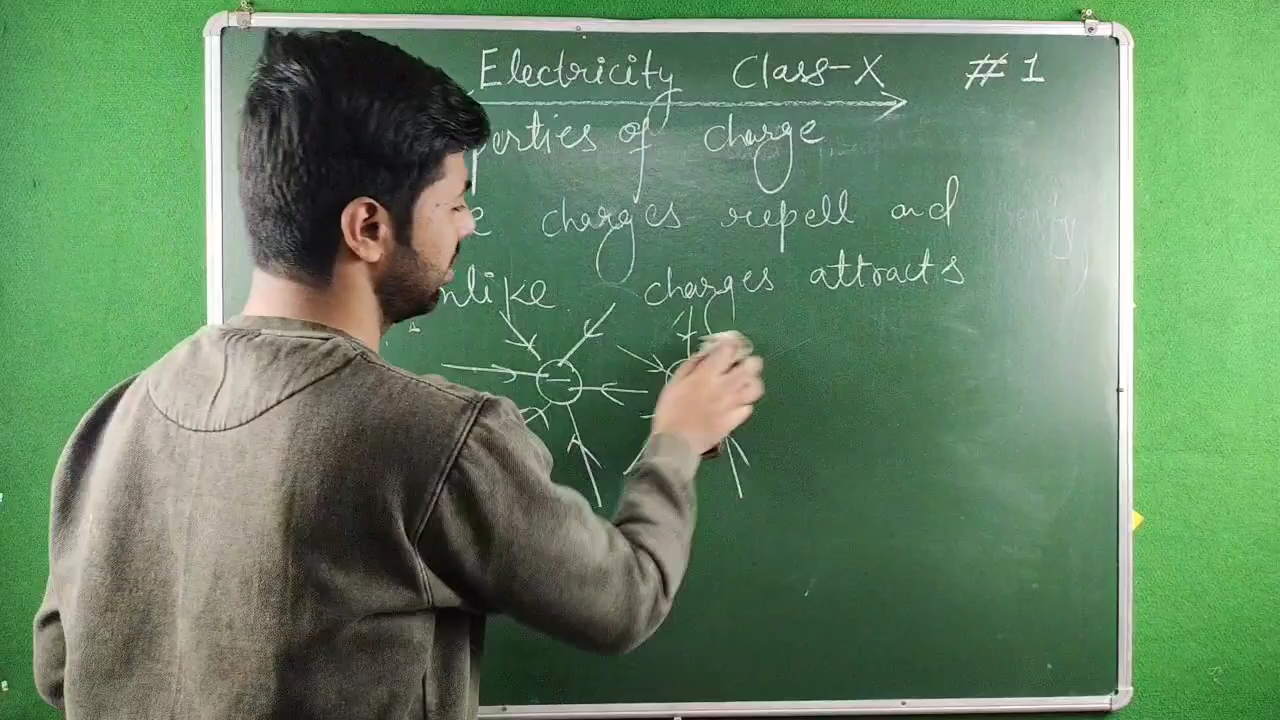 Electricity Class-X #1
perties of charge
e charges repell and
nlike charges attracts